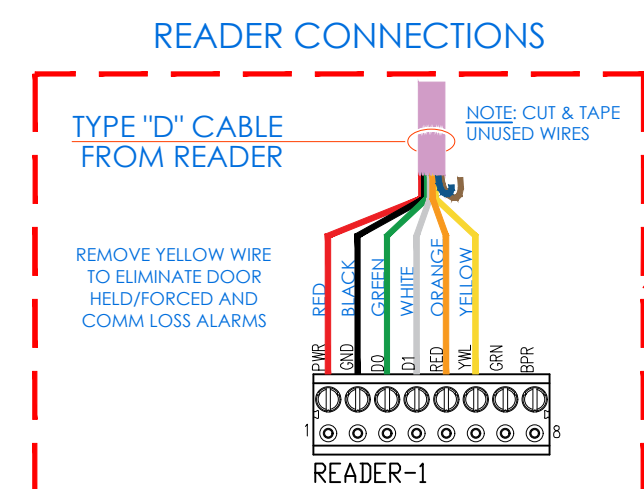 READER CONNECTIONS
TYPE "D" CABLE
FROM READER
NOTE: CUT & TAPE
UNUSED WIRES
REMOVE YELLOW WIRE
TO ELIMINATE DOOR
HELD/FORCED AND
COMM LOSS ALARMS
RED
BLACK
GREEN
WHITE
ORANGE
YELLOW
PWR
GND
D0
D1
RED
YWL
GRN
BPR
1
8
READER-1